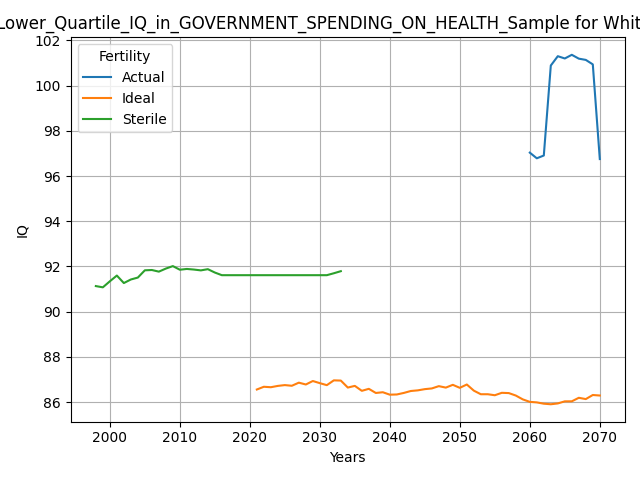 Lower_Quartile_IQ_in_GOVERNMENT_SPENDING_ON_HEALTH_Sample for Whit
102
100
98
96
94
92
90
88
86
IQ
Fertility
Actual
Ideal
Sterile
2000 2010 2020 2030 2040 2050 2060 2070
Years